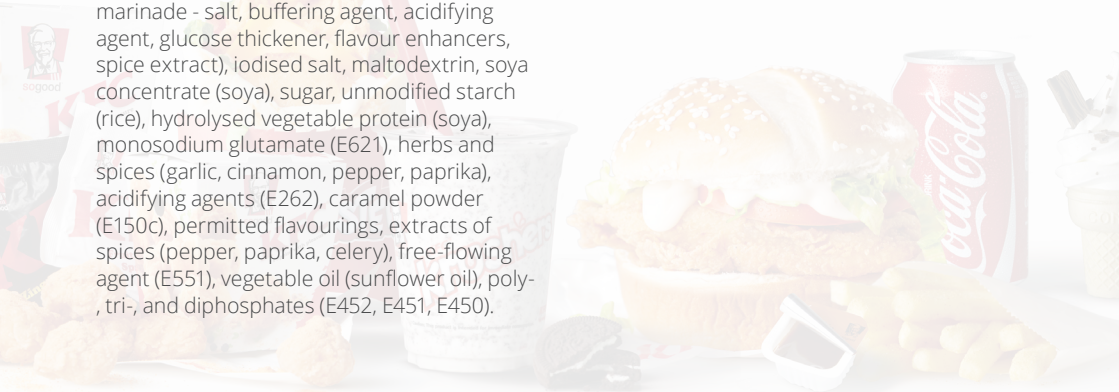 marinade - salt, buffering agent, acidifying
agent, glucose thickener, flavour enhancers,
spice extract), iodised salt, maltodextrin, soya
concentrate (soya), sugar, unmodified starch
(rice), hydrolysed vegetable protein (soya),
monosodium glutamate (E621), herbs and
spices (garlic, cinnamon, pepper, paprika),
acidifying agents (E262), caramel powder
(E150c), permitted flavourings, extracts of
spices (pepper, paprika, celery), free-flowing
agent (E551), vegetable oil (sunflower oil), poly-
, tri-, and diphosphates (E452, E451, E450).
sogood
Coca-Cola